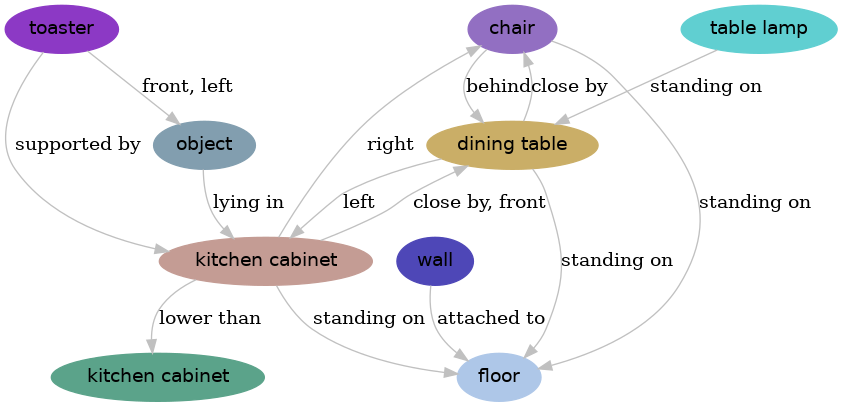 toaster
chair
table lamp
front, left
behind
close by
standing on
supported by
object
right
dining table
lying in
left
close by, front
standing on
kitchen cabinet
wall
standing on
lower than
standing on
attached to
kitchen cabinet
floor